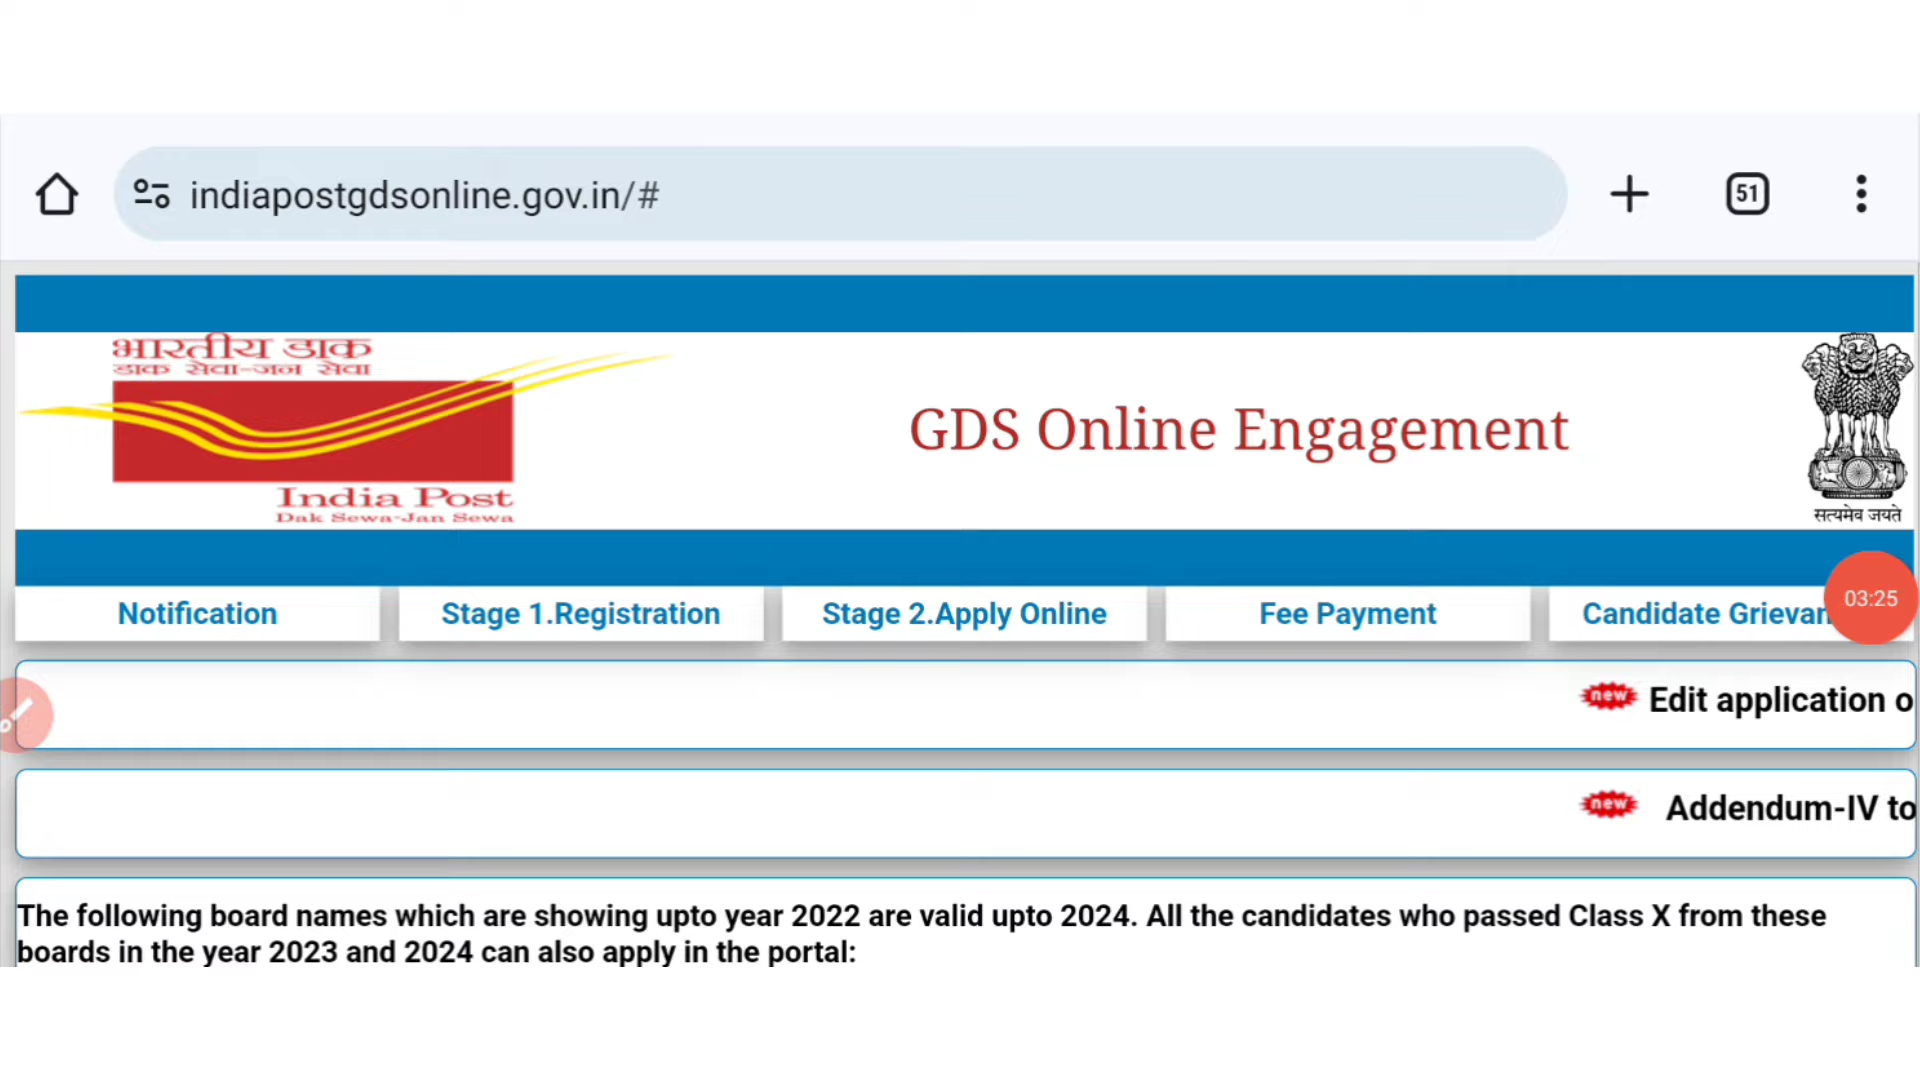 indiapostgdsonline.gov.in/#
51
भारतीय डाक
डाक सेवा-जन सेवा
India Post
Dak Sewa-Jan Sewa
GDS Online Engagement
सत्यमेव जयते
Notification
Stage 1.Registration
Stage 2.Apply Online
Fee Payment
Candidate Grievan
03:25
new Edit application o
new Addendum-IV to
The following board names which are showing upto year 2022 are valid upto 2024. All the candidates who passed Class X from these
boards in the year 2023 and 2024 can also apply in the portal: